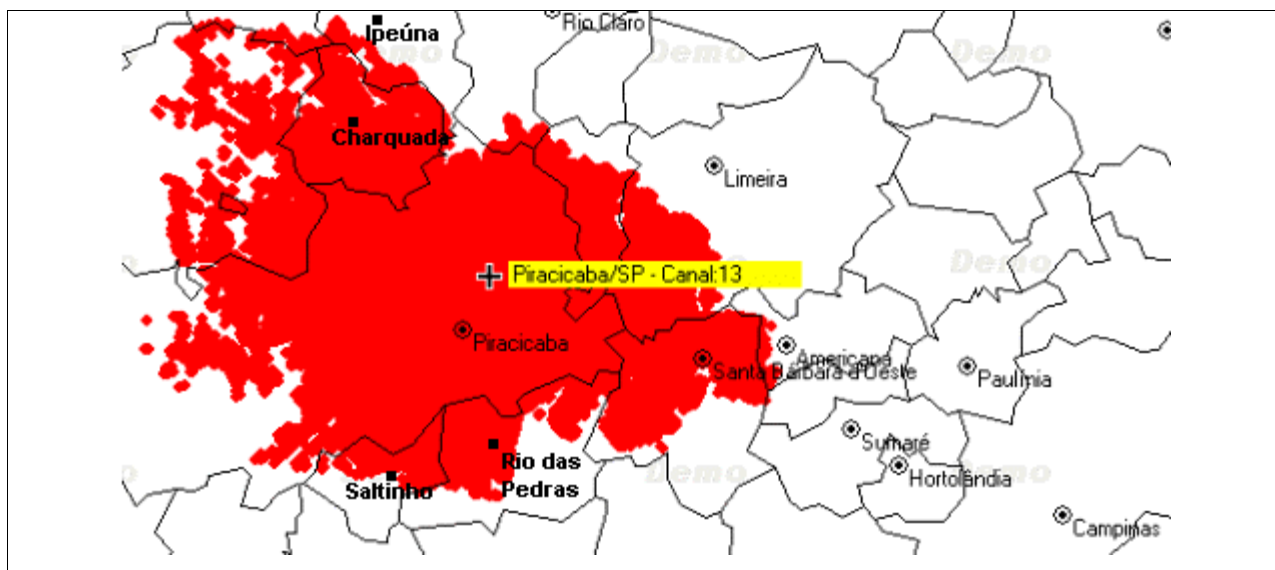 Rio Claro
Ipeúna
Demo
Demo
Demo
Charquada
Limeira
Piracicaba/SP - Canal:13
Demo
Piracicaba
Americana
Santa Bárbara d'Oeste
Paulínia
Sumaré
Rio das
Pedras
Demo
Demo
Hortolândia
Saltinho
Campinas